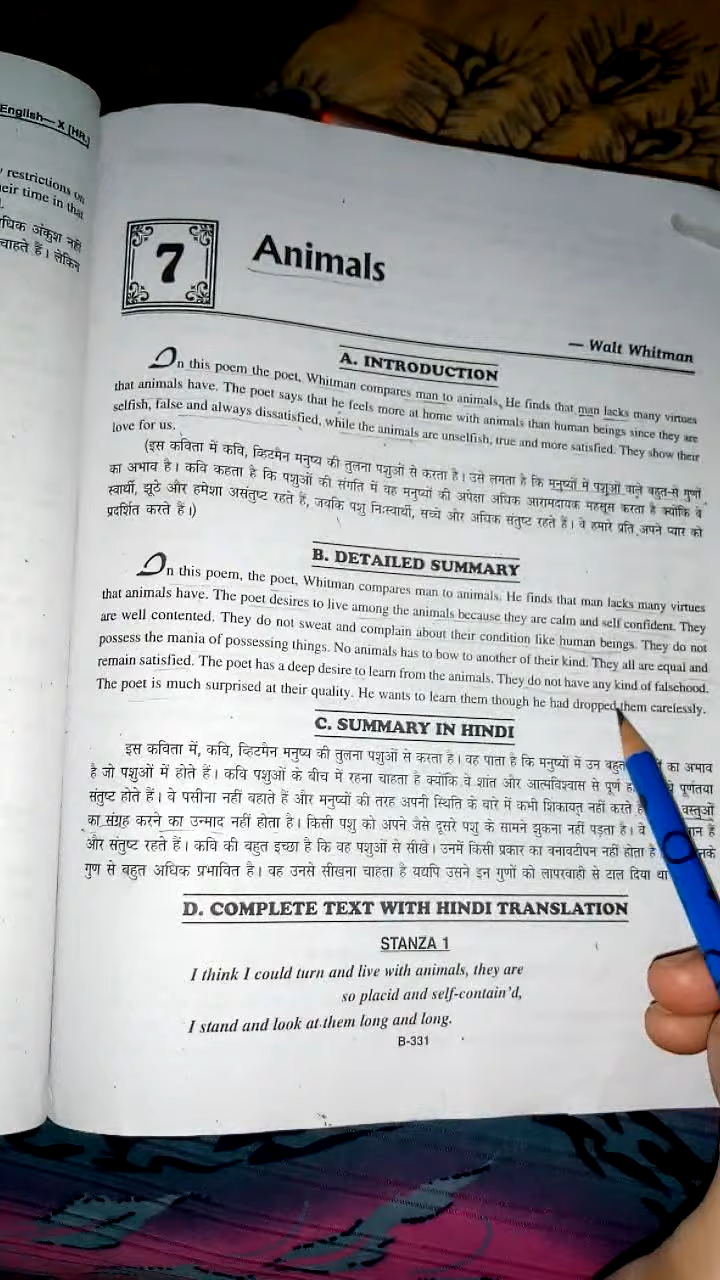 English— X [HR.]
restrictions on
eir time in that
धिक अंकुश नहीं
चाहते हैं। लेकिन
7
Animals
— Walt Whitman
A. INTRODUCTION
In this poem the poet, Whitman compares man to animals. He finds that man lacks many virtues
that animals have. The poet says that he feels more at home with animals than human beings since they are
selfish, false and always dissatisfied, while the animals are unselfish, true and more satisfied. They show their
love for us.
(इस कविता में कवि, व्हिटमैन मनुष्य की तुलना पशुओं से करता है। उसे लगता है कि मनुष्यों में पशुओं वाले बहुत-से गुणों
का अभाव है। कवि कहता है कि पशुओं की संगति में वह मनुष्यों की अपेक्षा अधिक आरामदायक महसूस करता है क्योंकि वे
स्वार्थी, झूठे और हमेशा असंतुष्ट रहते हैं, जबकि पशु निःस्वार्थी, सच्चे और अधिक संतुष्ट रहते हैं। वे हमारे प्रति अपने प्यार को
प्रदर्शित करते हैं।)
B. DETAILED SUMMARY
In this poem, the poet, Whitman compares man to animals. He finds that man lacks many virtues
that animals have. The poet desires to live among the animals because they are calm and self confident. They
are well contented. They do not sweat and complain about their condition like human beings. They do not
possess the mania of possessing things. No animal has to bow to another of their kind. They all are equal and
remain satisfied. The poet has a deep desire to learn from the animals. They do not have any kind of falsehood.
The poet is much surprised at their quality. He wants to learn them though he had dropped them carelessly.
C. SUMMARY IN HINDI
इस कविता में, कवि, व्हिटमैन मनुष्य की तुलना पशुओं से करता है। वह पाता है कि मनुष्यों में उन बहुत का अभाव
है जो पशुओं में होते हैं। कवि पशुओं के बीच में रहना चाहता है क्योंकि वे शांत और आत्मविश्वास से पूर्ण पूर्णतया
संतुष्ट होते हैं। वे पसीना नहीं बहाते हैं और मनुष्यों की तरह अपनी स्थिति के बारे में कभी शिकायत नहीं करते वस्तुओं
का संग्रह करने का उन्माद नहीं होता है। किसी पशु को अपने जैसे दूसरे पशु के सामने झुकना नहीं पड़ता है। वे हैं
और संतुष्ट रहते हैं। कवि की बहुत इच्छा है कि वह पशुओं से सीखे। उनमें किसी प्रकार का बनावटीपन नहीं होता है
गुण से बहुत अधिक प्रभावित है। वह उनसे सीखना चाहता है यद्यपि उसने इन गुणों को लापरवाही से टाल दिया था
D. COMPLETE TEXT WITH HINDI TRANSLATION
STANZA 1
I think I could turn and live with animals, they are
so placid and self-contain'd,
I stand and look at them long and long.
B-331